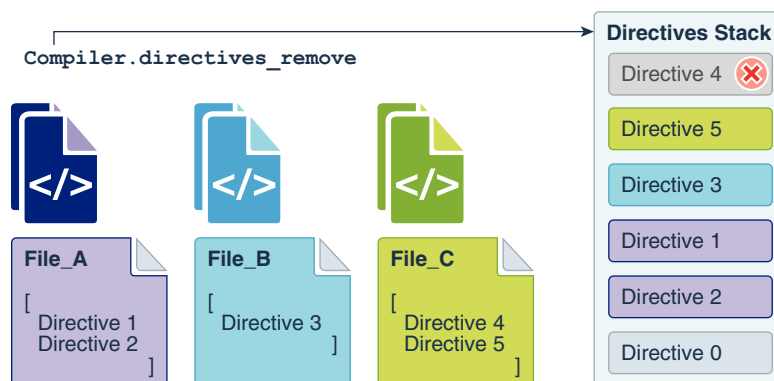 Compiler.directives_remove
</>
</>
</>
File_A
[
Directive 1
Directive 2
]
File_B
[
Directive 3
]
File_C
[
Directive 4
Directive 5
]
Directives Stack
Directive 4
Directive 5
Directive 3
Directive 1
Directive 2
Directive 0